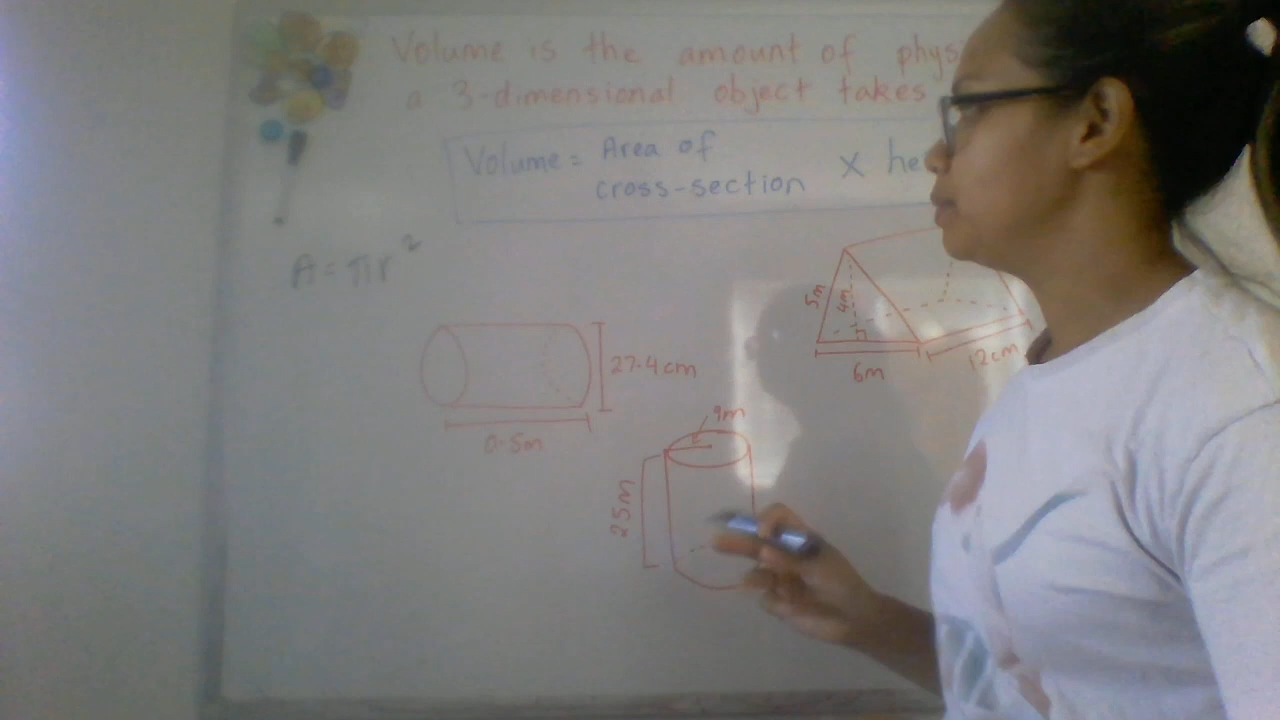 Volume is the amount of phys
a 3-dimensional object takes
Volume = Area of
cross-section × he
A = πr²
5m
4m
6m
12cm
27.4cm
0.5m
9m
25m